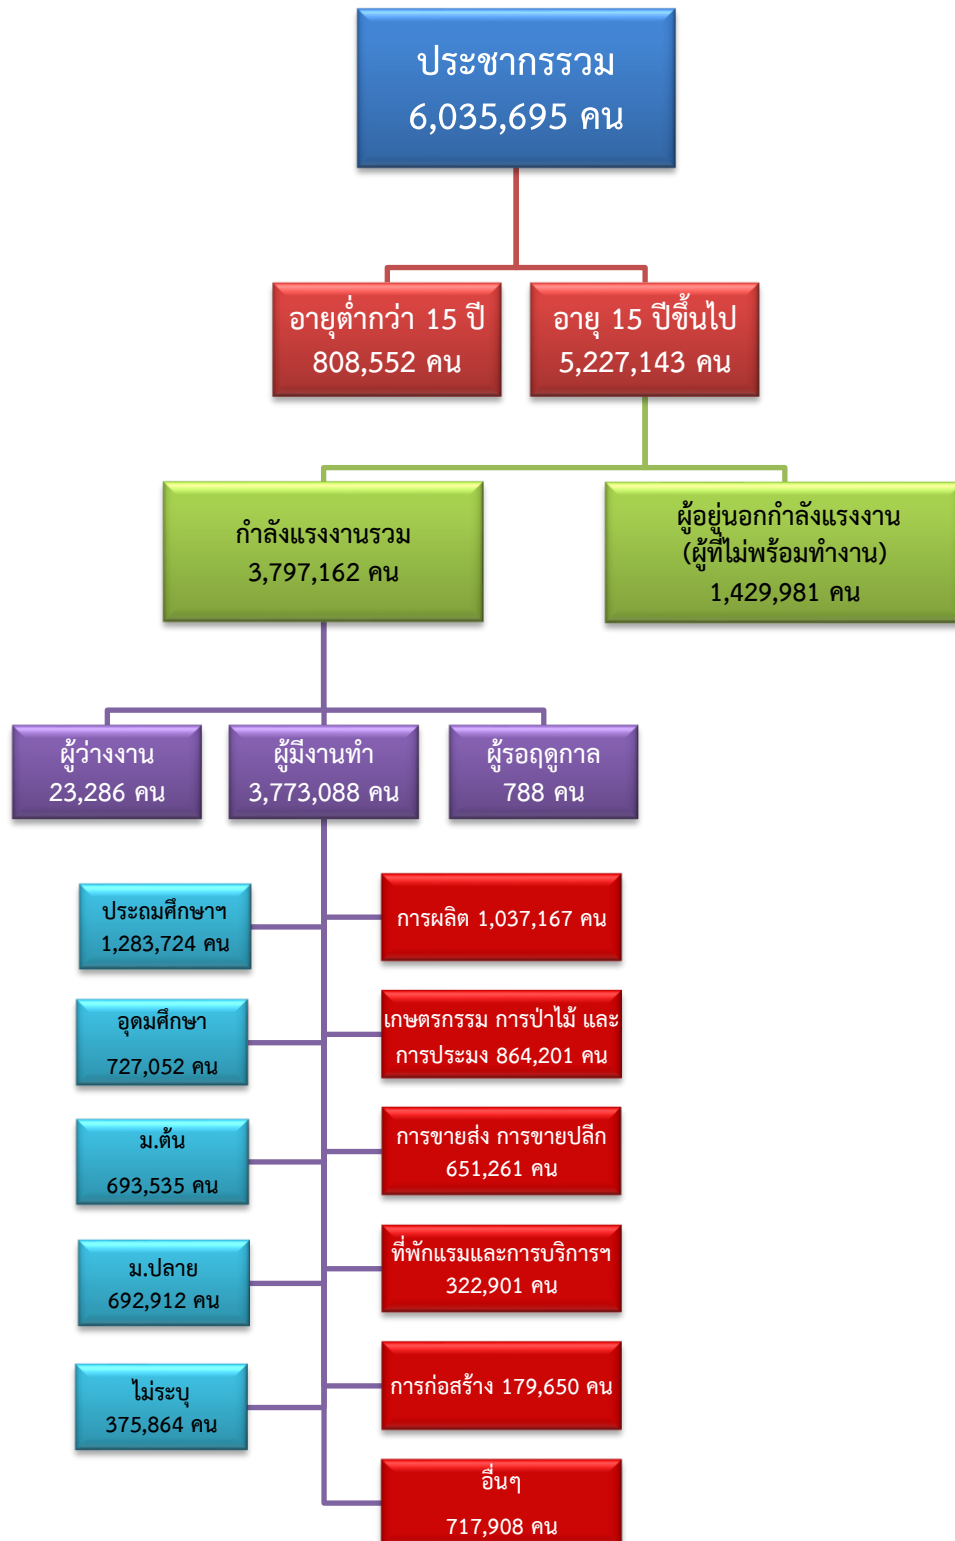 ประชากรรวม
6,035,695 คน
อายุต่ำกว่า 15 ปี
808,552 คน
อายุ 15 ปีขึ้นไป
5,227,143 คน
กำลังแรงงานรวม
3,797,162 คน
ผู้อยู่นอกกำลังแรงงาน
(ผู้ที่ไม่พร้อมทำงาน)
1,429,981 คน
ผู้ว่างงาน
23,286 คน
ผู้มีงานทำ
3,773,088 คน
ผู้รอฤดูกาล
788 คน
ประถมศึกษาฯ
1,283,724 คน
อุดมศึกษา
727,052 คน
ม.ต้น
693,535 คน
ม.ปลาย
692,912 คน
ไม่ระบุ
375,864 คน
การผลิต 1,037,167 คน
เกษตรกรรม การป่าไม้ และ
การประมง 864,201 คน
การขายส่ง การขายปลีก
651,261 คน
ที่พักแรมและการบริการฯ
322,901 คน
การก่อสร้าง 179,650 คน
อื่นๆ
717,908 คน